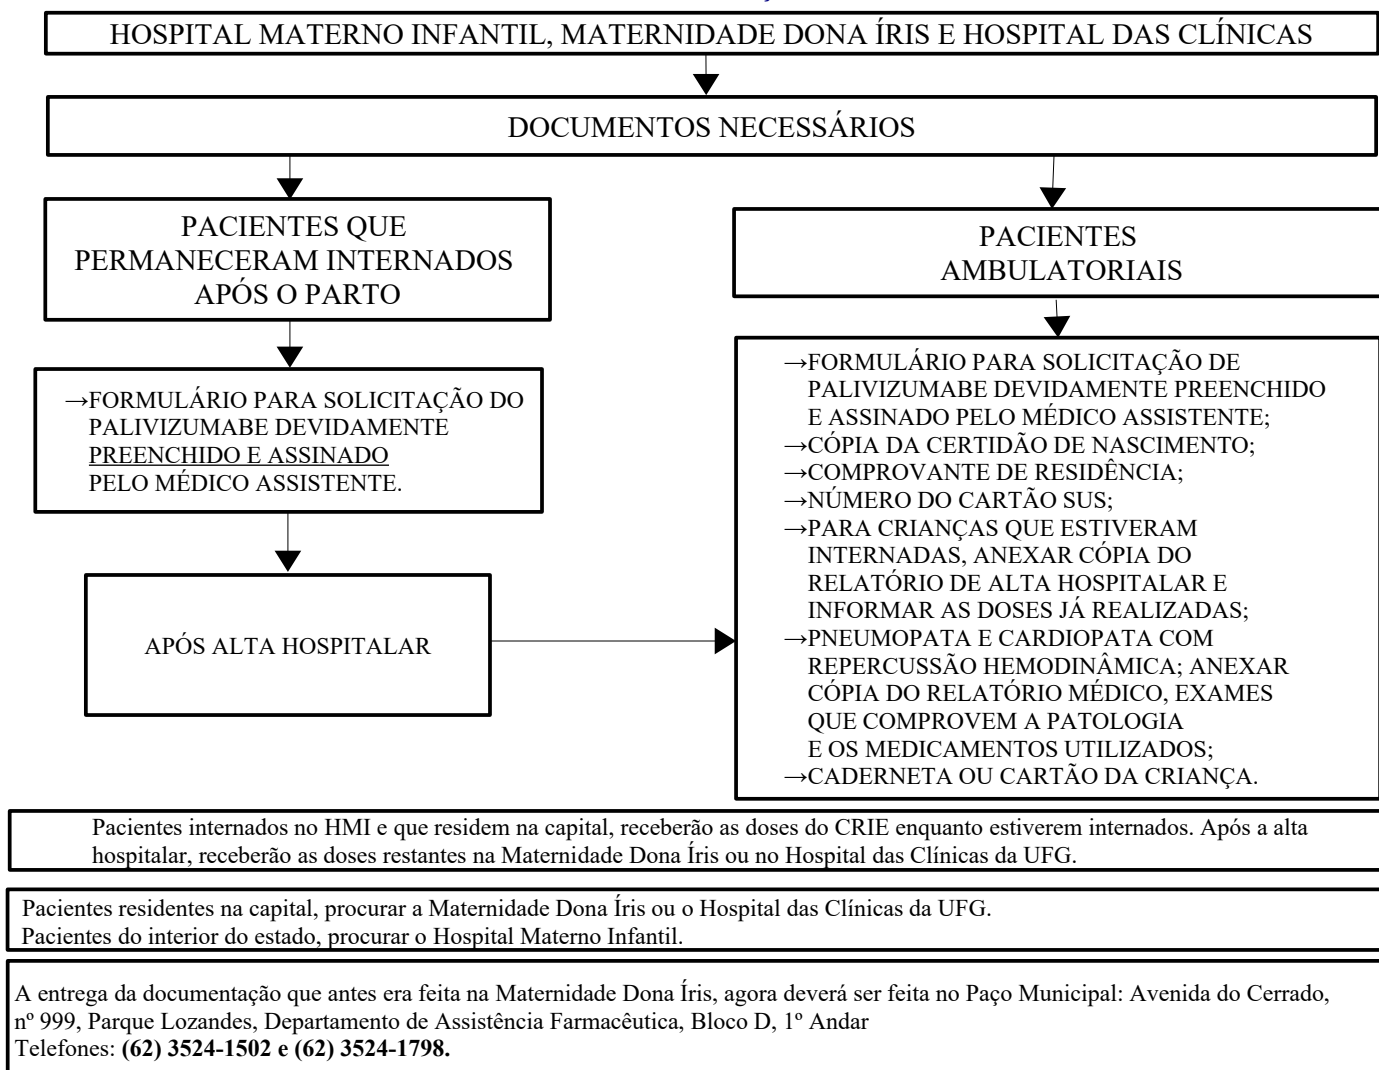 HOSPITAL MATERNO INFANTIL, MATERNIDADE DONA ÍRIS E HOSPITAL DAS CLÍNICAS
DOCUMENTOS NECESSÁRIOS
PACIENTES QUE
PERMANECERAM INTERNADOS
APÓS O PARTO
→FORMULÁRIO PARA SOLICITAÇÃO DO
PALIVIZUMABE DEVIDAMENTE
PREENCHIDO E ASSINADO
PELO MÉDICO ASSISTENTE.
APÓS ALTA HOSPITALAR
PACIENTES
AMBULATORIAIS
→FORMULÁRIO PARA SOLICITAÇÃO DE
PALIVIZUMABE DEVIDAMENTE PREENCHIDO
E ASSINADO PELO MÉDICO ASSISTENTE;
→CÓPIA DA CERTIDÃO DE NASCIMENTO;
→COMPROVANTE DE RESIDÊNCIA;
→NÚMERO DO CARTÃO SUS;
→PARA CRIANÇAS QUE ESTIVERAM
INTERNADAS, ANEXAR CÓPIA DO
RELATÓRIO DE ALTA HOSPITALAR E
INFORMAR AS DOSES JÁ REALIZADAS;
→PNEUMOPATA E CARDIOPATA COM
REPERCUSSÃO HEMODINÂMICA; ANEXAR
CÓPIA DO RELATÓRIO MÉDICO, EXAMES
QUE COMPROVEM A PATOLOGIA
E OS MEDICAMENTOS UTILIZADOS;
→CADERNETA OU CARTÃO DA CRIANÇA.
Pacientes internados no HMI e que residem na capital, receberão as doses do CRIE enquanto estiverem internados. Após a alta
hospitalar, receberão as doses restantes na Maternidade Dona Íris ou no Hospital das Clínicas da UFG.
Pacientes residentes na capital, procurar a Maternidade Dona Íris ou o Hospital das Clínicas da UFG.
Pacientes do interior do estado, procurar o Hospital Materno Infantil.
A entrega da documentação que antes era feita na Maternidade Dona Íris, agora deverá ser feita no Paço Municipal: Avenida do Cerrado,
nº 999, Parque Lozandes, Departamento de Assistência Farmacêutica, Bloco D, 1º Andar
Telefones: (62) 3524-1502 e (62) 3524-1798.